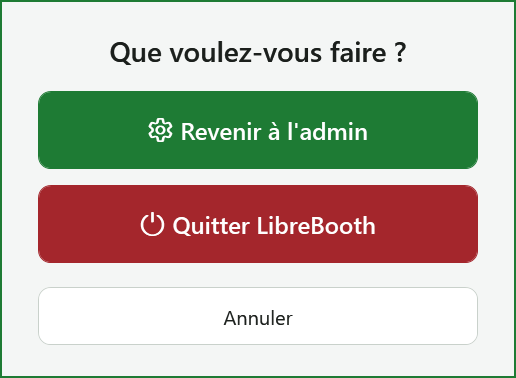 Que voulez-vous faire ?
Revenir à l'admin
Quitter LibreBooth
Annuler